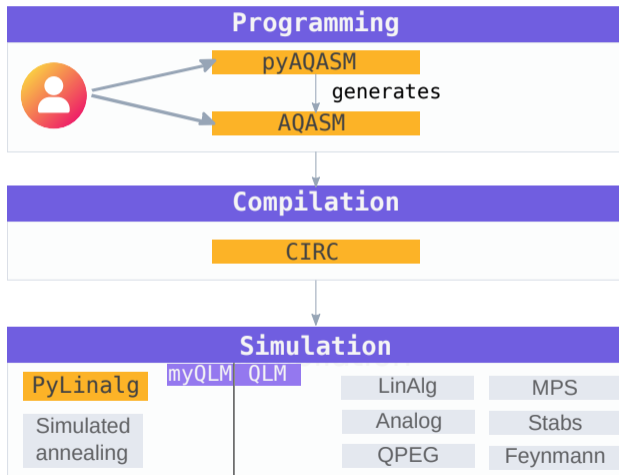 Programming
pyAQASM
generates
AQASM
Compilation
CIRC
Simulation
myQLM QLM
PyLinalg
Simulated
annealing
LinAlg
MPS
Analog
Stabs
QPEG
Feynmann